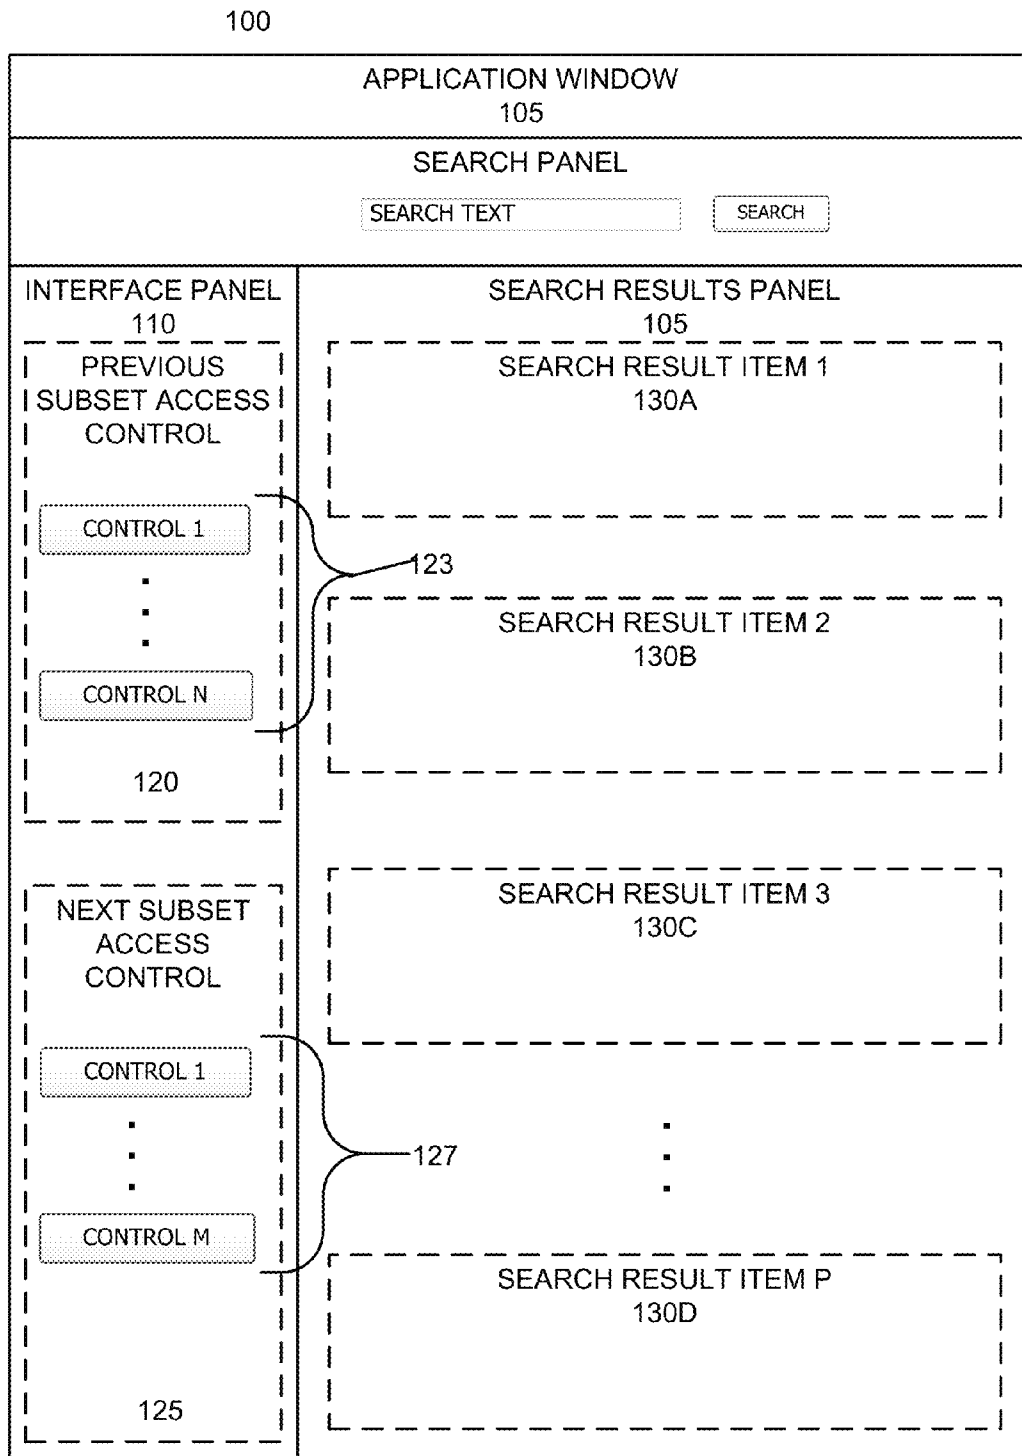 100
APPLICATION WINDOW
105
SEARCH PANEL
SEARCH TEXT
SEARCH
INTERFACE PANEL
110
PREVIOUS
SUBSET ACCESS
CONTROL
CONTROL 1
CONTROL N
123
120
NEXT SUBSET
ACCESS
CONTROL
CONTROL 1
CONTROL M
127
125
SEARCH RESULTS PANEL
105
SEARCH RESULT ITEM 1
130A
SEARCH RESULT ITEM 2
130B
SEARCH RESULT ITEM 3
130C
SEARCH RESULT ITEM P
130D